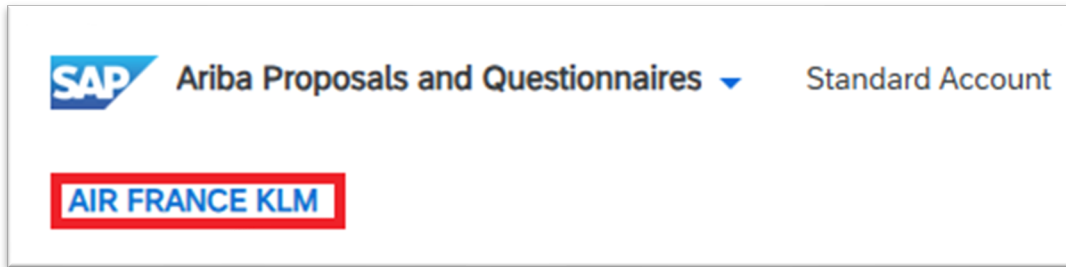 SAP Ariba Proposals and Questionnaires Standard Account
AIR FRANCE KLM